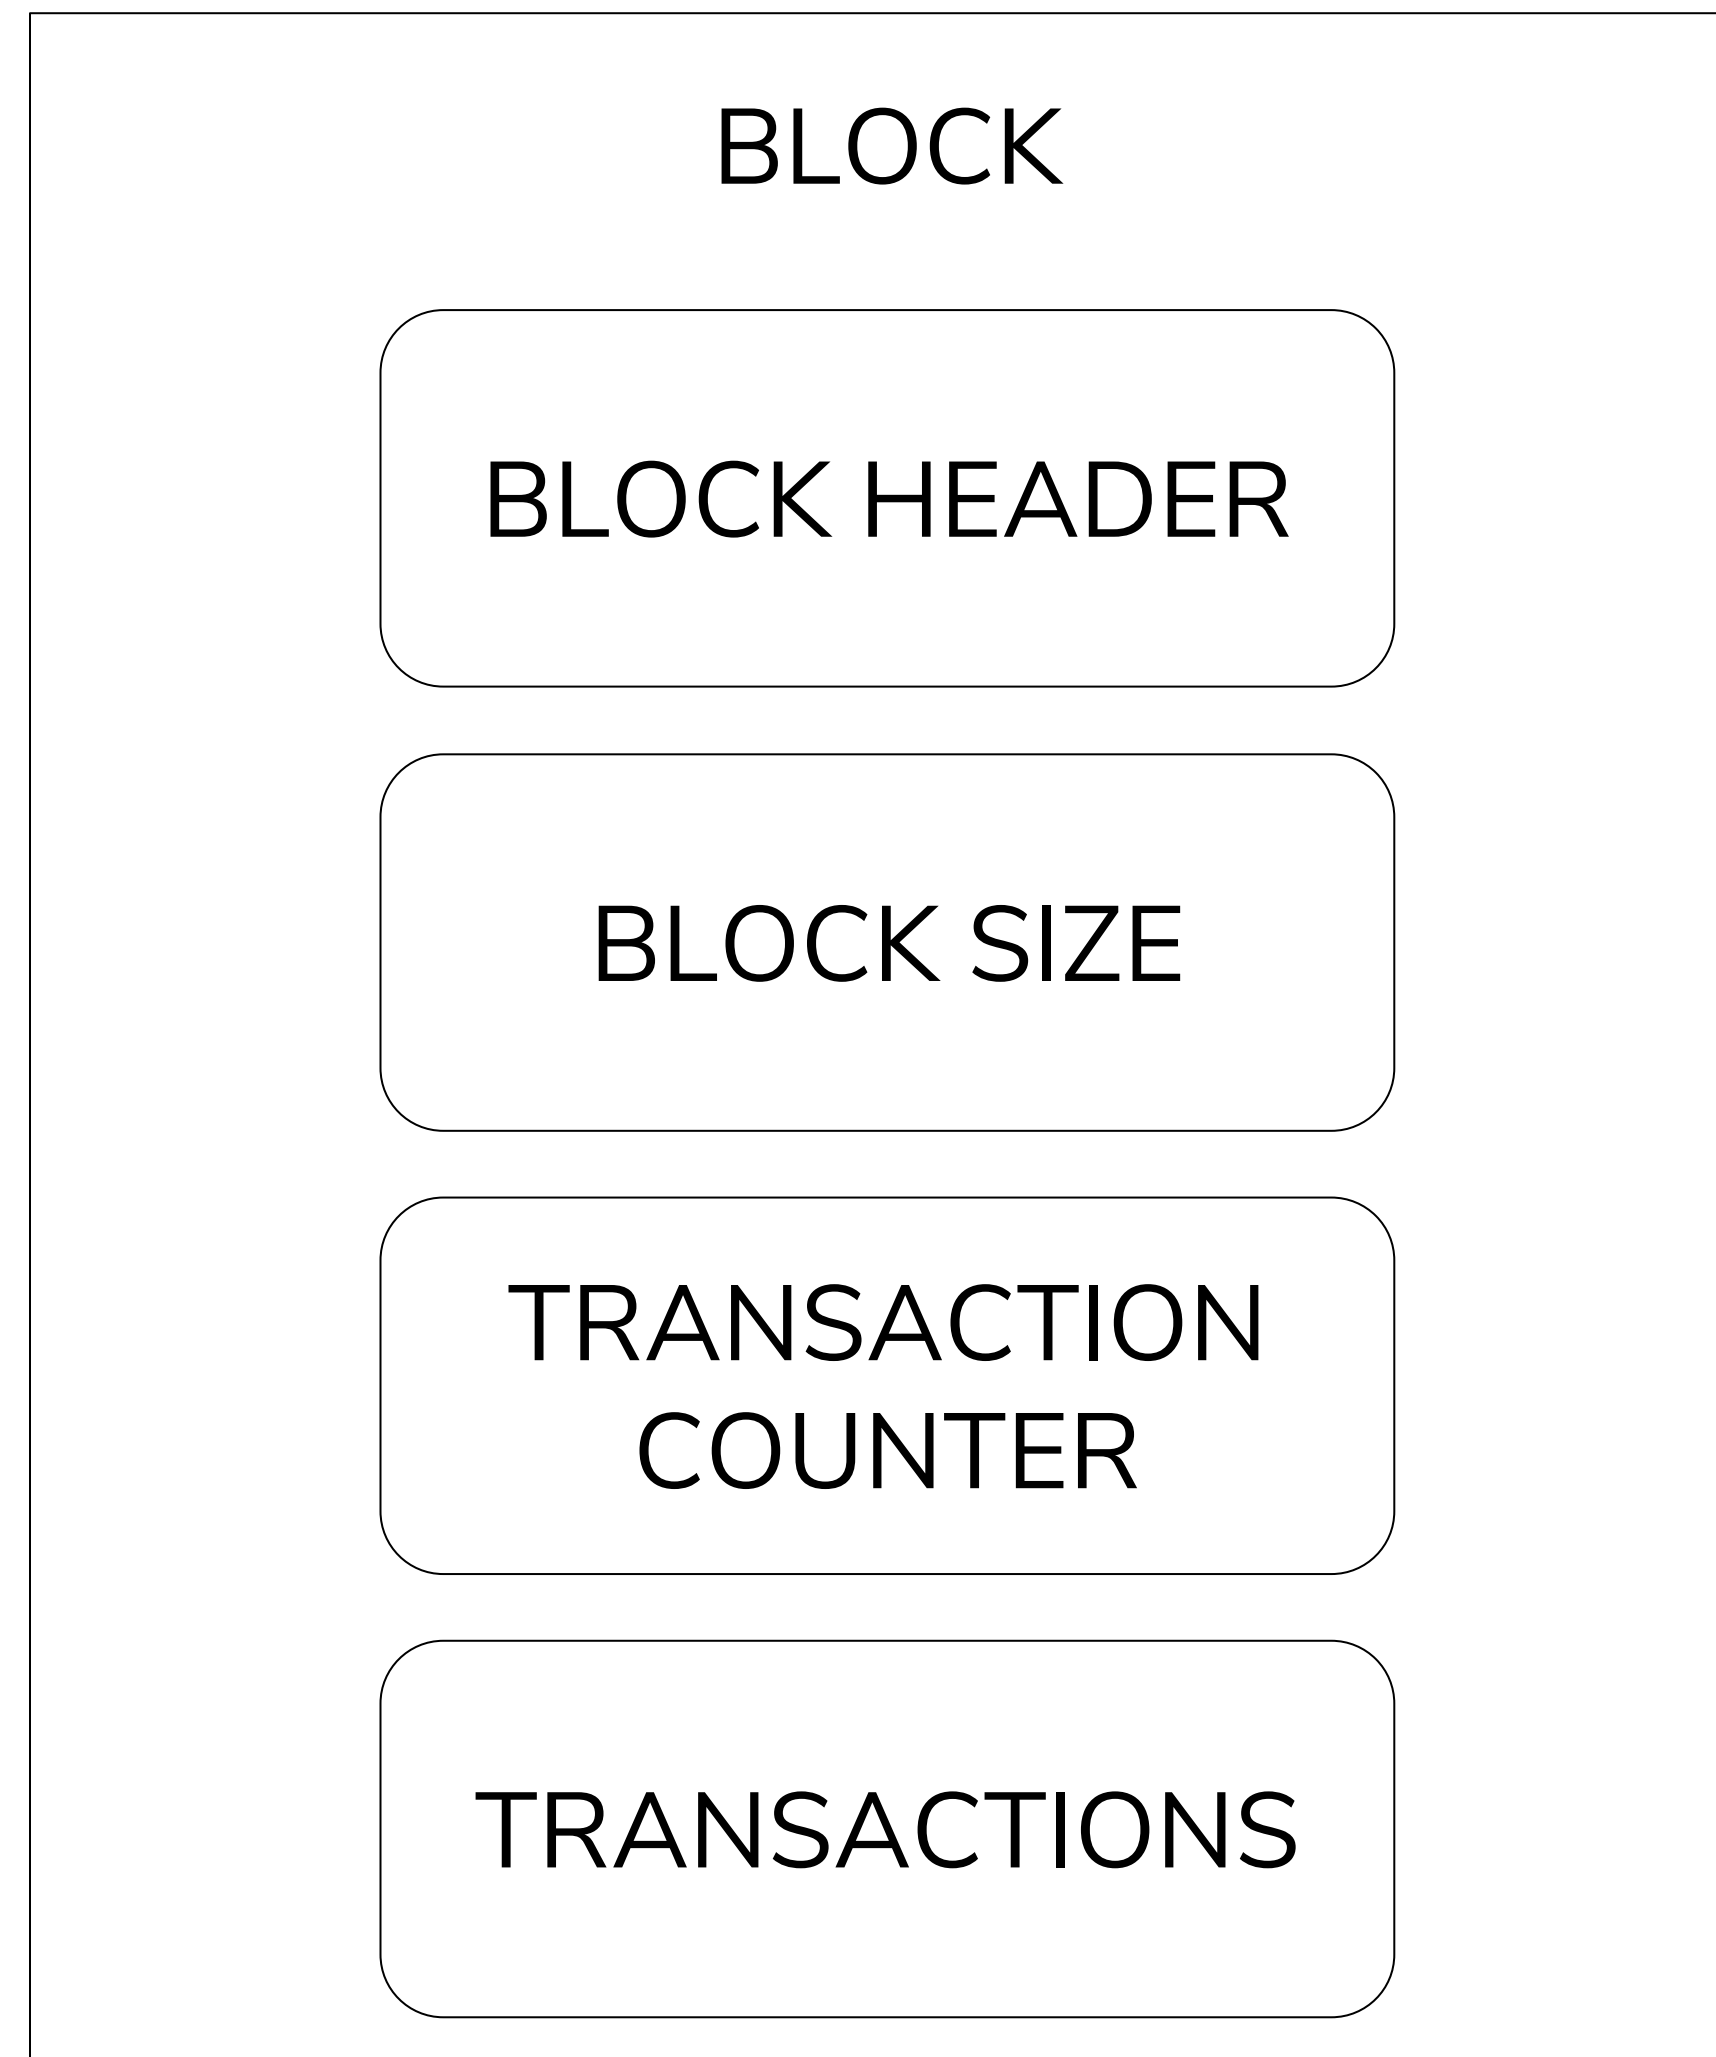 BLOCK
BLOCK HEADER
BLOCK SIZE
TRANSACTION
COUNTER
TRANSACTIONS